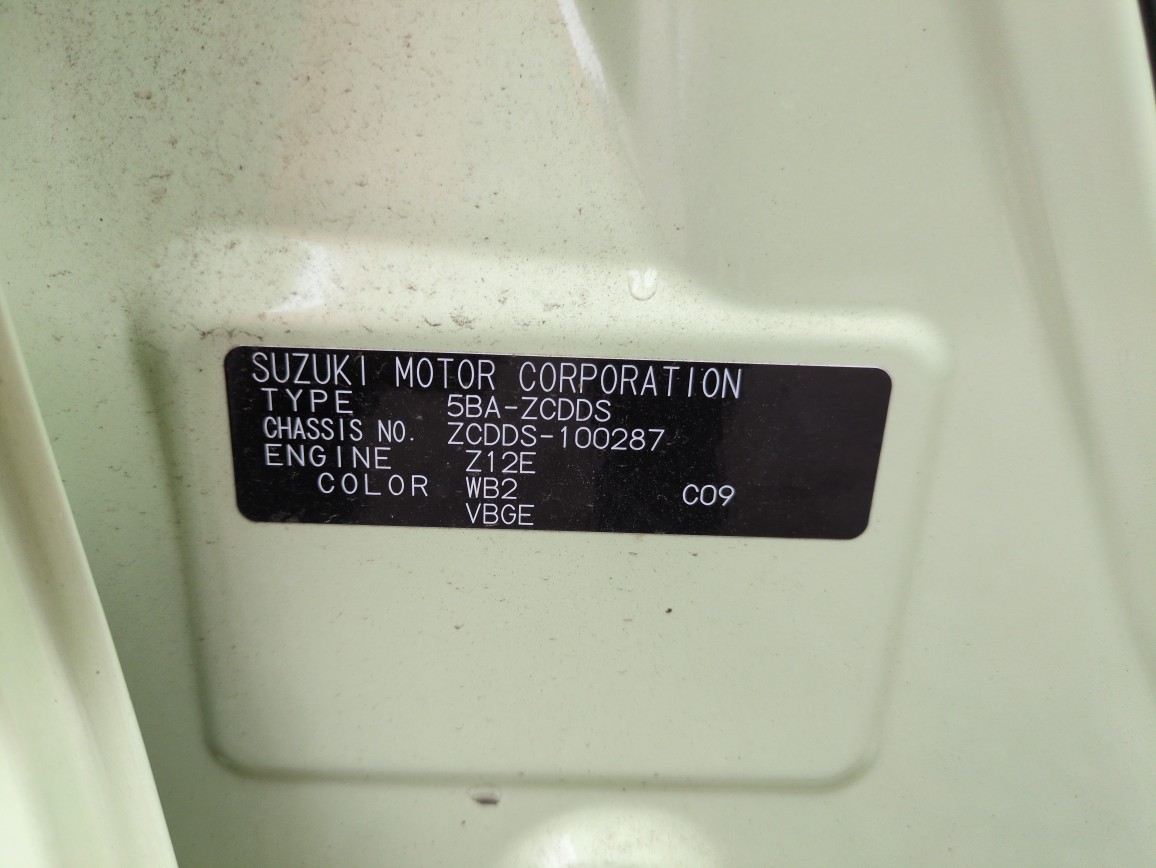 SUZUKI MOTOR CORPORATION
TYPE 5BA-ZCDDS
CHASSIS NO. ZCDDS-100287
ENGINE Z12E
COLOR WB2 C09
VBGE